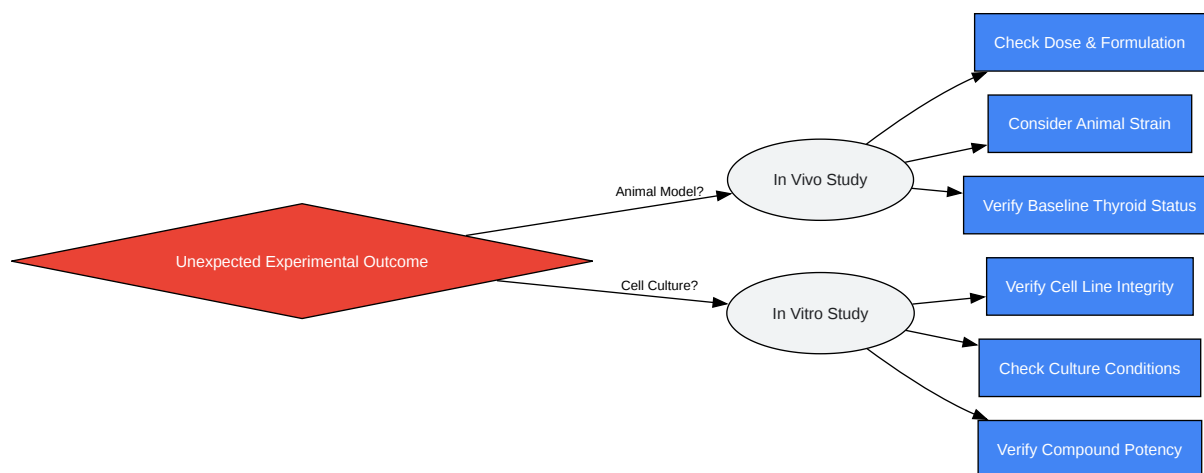 Check Dose & Formulation
Consider Animal Strain
In Vivo Study
Animal Model?
Verify Baseline Thyroid Status
Unexpected Experimental Outcome
Cell Culture?
Verify Cell Line Integrity
In Vitro Study
Check Culture Conditions
Verify Compound Potency